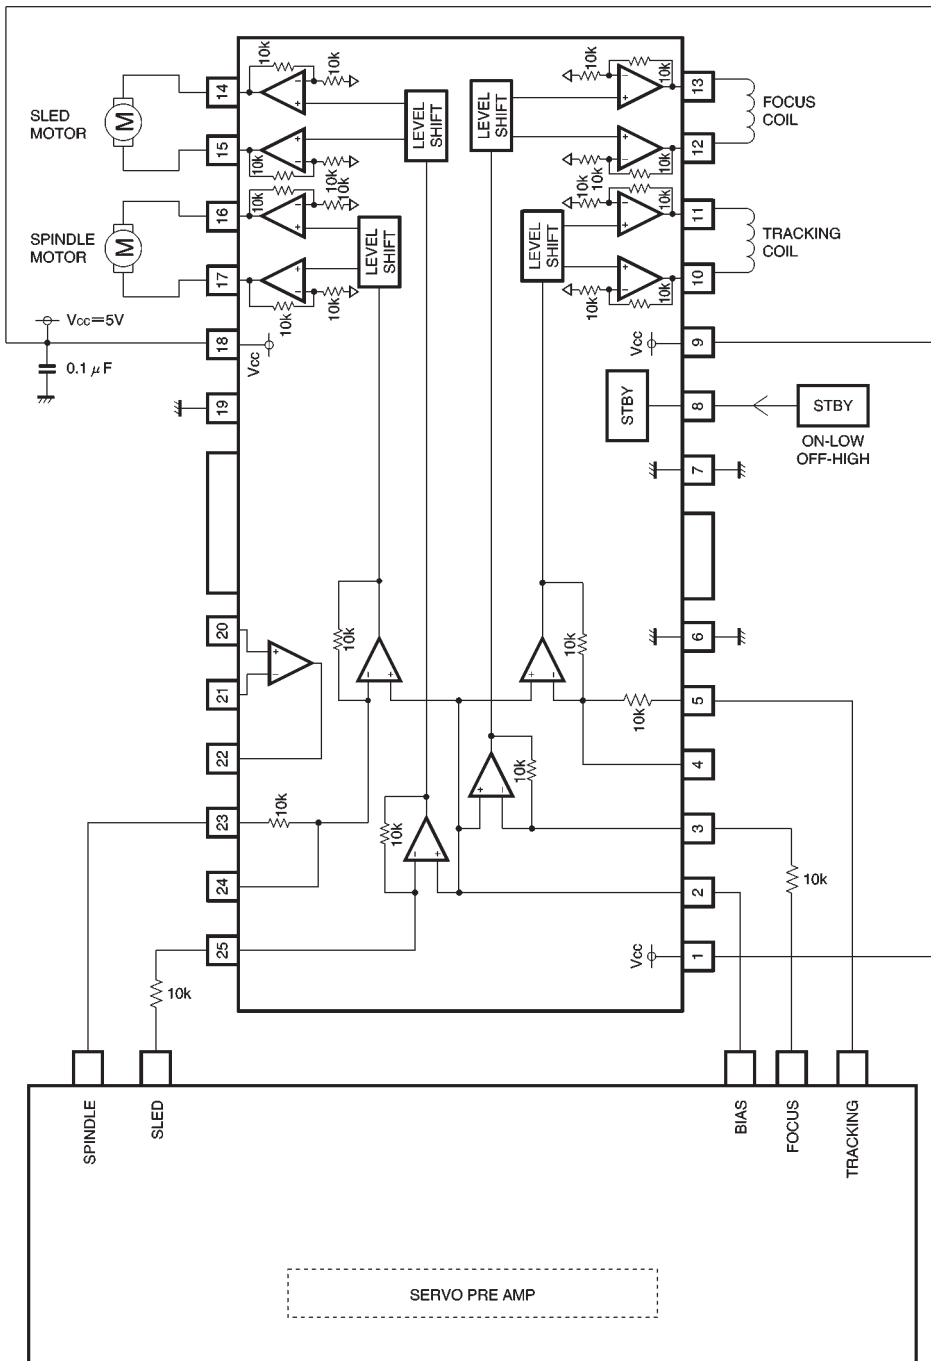 SLED
MOTOR
M
SPINDLE
MOTOR
M
14
15
16
17
18
19
20
21
22
23
24
25
10k
10k
10k
10k
10k
10k
10k
10k
LEVEL
SHIFT
LEVEL
SHIFT
LEVEL
SHIFT
LEVEL
SHIFT
10k
10k
10k
10k
10k
10k
10k
10k
13
12
11
10
9
8
7
6
5
4
3
2
1
FOCUS
COIL
TRACKING
COIL
Vcc=5V
0.1 μF
Vcc
Vcc
STBY
STBY
ON-LOW
OFF-HIGH
10k
10k
10k
10k
10k
10k
10k
10k
Vcc
SPINDLE
SLED
BIAS
FOCUS
TRACKING
SERVO PRE AMP